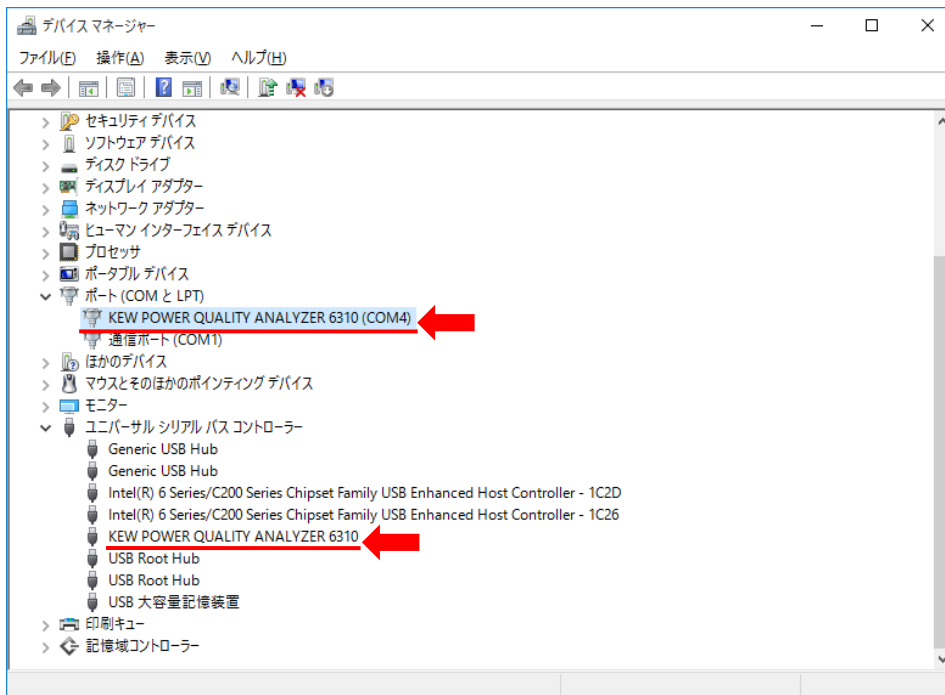 デバイス マネージャー
ファイル(F) 操作(A) 表示(V) ヘルプ(H)
セキュリティ デバイス
ソフトウェア デバイス
ディスク ドライブ
ディスプレイ アダプター
ネットワーク アダプター
ヒューマン インターフェイス デバイス
プロセッサ
ポータブル デバイス
ポート (COM と LPT)
KEW POWER QUALITY ANALYZER 6310 (COM4)
通信ポート (COM1)
ほかのデバイス
マウスとそのほかのポインティング デバイス
モニター
ユニバーサル シリアル バス コントローラー
Generic USB Hub
Generic USB Hub
Intel(R) 6 Series/C200 Series Chipset Family USB Enhanced Host Controller - 1C2D
Intel(R) 6 Series/C200 Series Chipset Family USB Enhanced Host Controller - 1C26
KEW POWER QUALITY ANALYZER 6310
USB Root Hub
USB Root Hub
USB 大容量記憶装置
印刷キュー
記憶域コントローラー